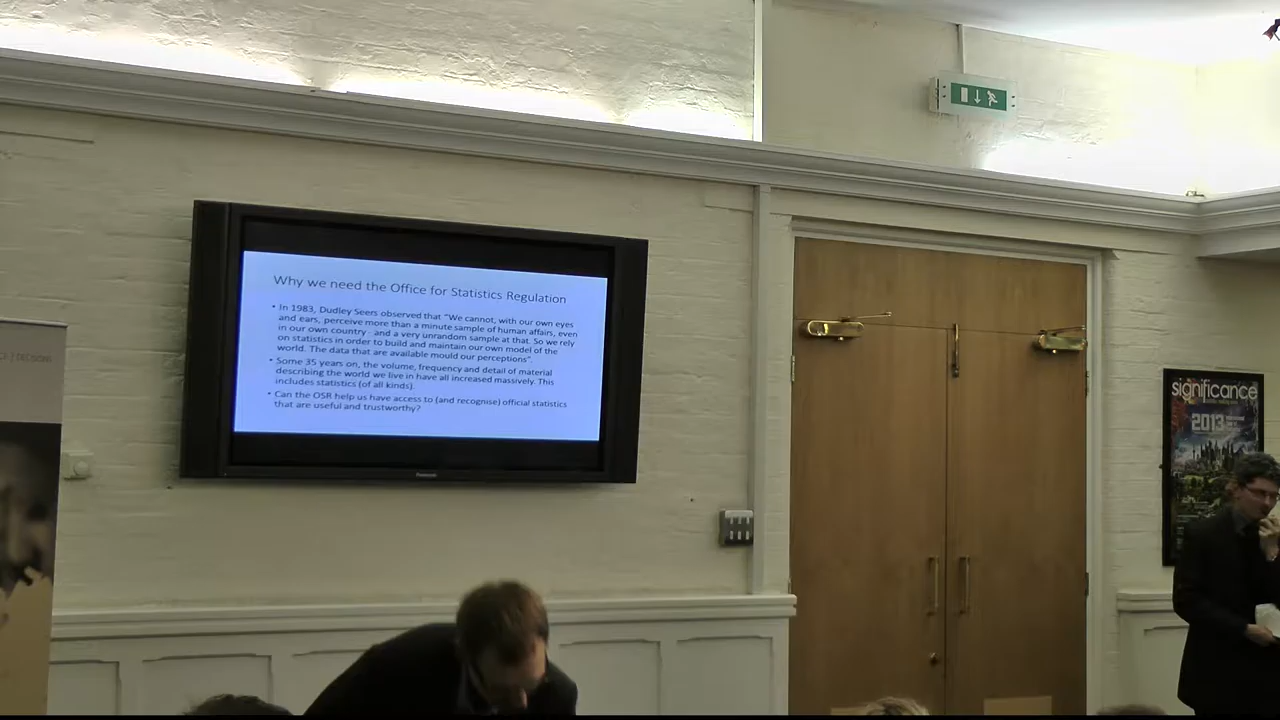 Why we need the Office for Statistics Regulation
• In 1983, Dudley Seers observed that "We cannot, with our own eyes
and ears, perceive more than a minute sample of human affairs, even
in our own country - and a very unrandom sample at that. So we rely
on statistics in order to build and maintain our own model of the
world. The data that are available mould our perceptions".
• Some 35 years on, the volume, frequency and detail of material
describing the world we live in have all increased massively. This
includes statistics (of all kinds).
• Can the OSR help us have access to (and recognise) official statistics
that are useful and trustworthy?
Panasonic
DECISIONS
significance
2013